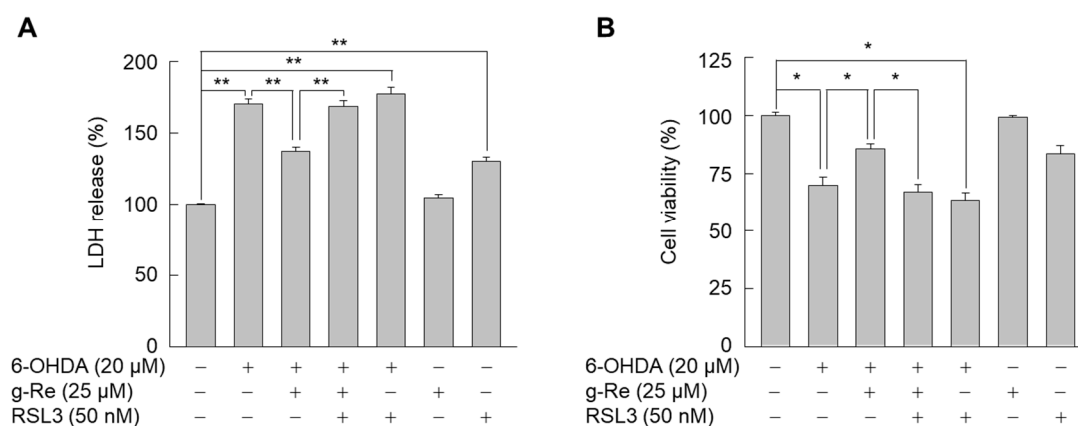 A
LDH release (%)
200
150
100
50
0
** ** ** ** **
6-OHDA (20 μM) − + + + + − −
g-Re (25 μM) − − + + − + −
RSL3 (50 nM) − − − + + − +
B
Cell viability (%)
125
100
75
50
25
0
* * * *
6-OHDA (20 μM) − + + + + − −
g-Re (25 μM) − − + + − + −
RSL3 (50 nM) − − − + + − +